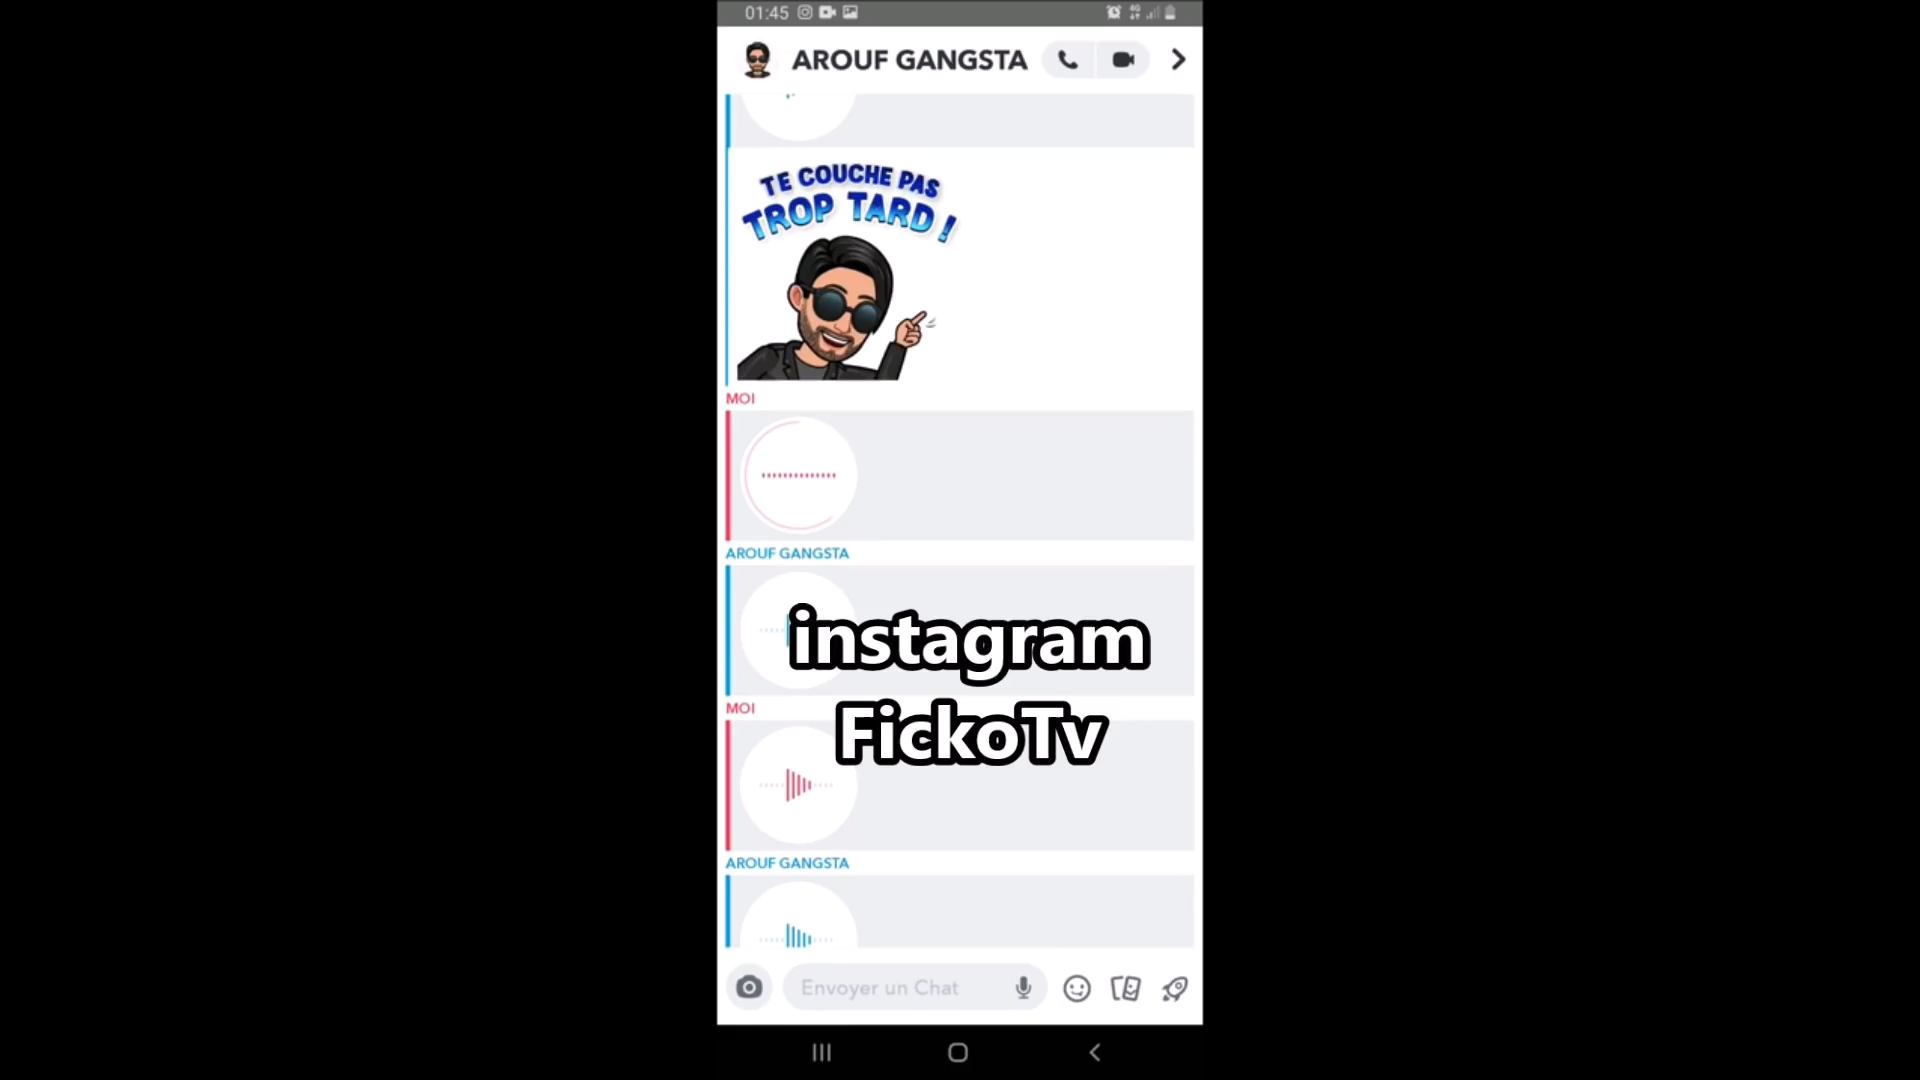 01:45
4G
AROUF GANGSTA
TE COUCHE PAS
TROP TARD !
MOI
AROUF GANGSTA
instagram
MOI
FickoTv
AROUF GANGSTA
Envoyer un Chat